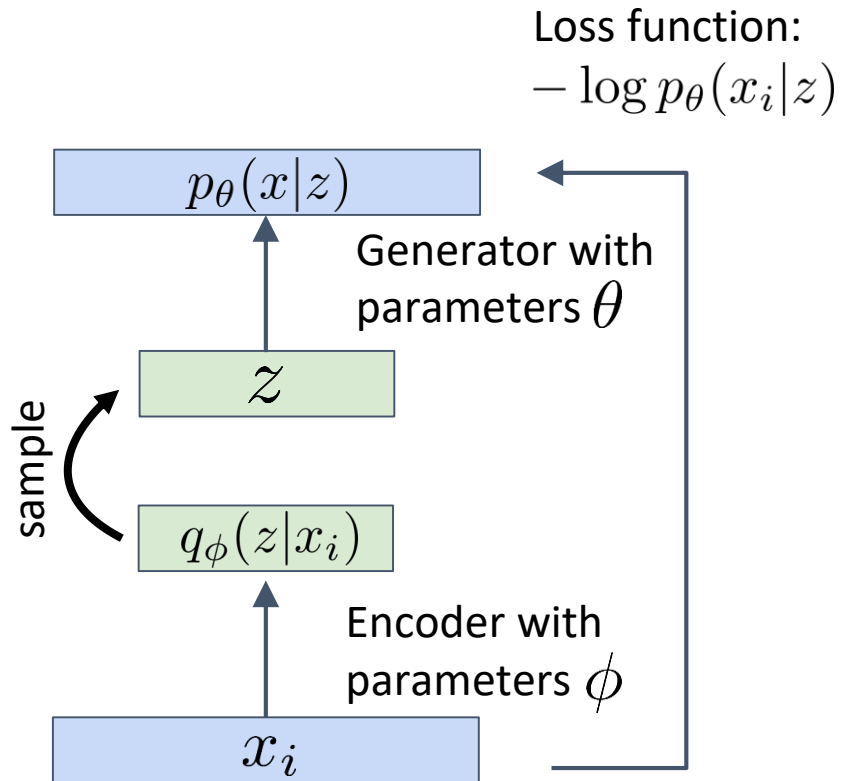 Loss function:
− log p_θ(x_i|z)
p_θ(x|z)
Generator with
parameters θ
z
sample
q_ϕ(z|x_i)
Encoder with
parameters ϕ
x_i